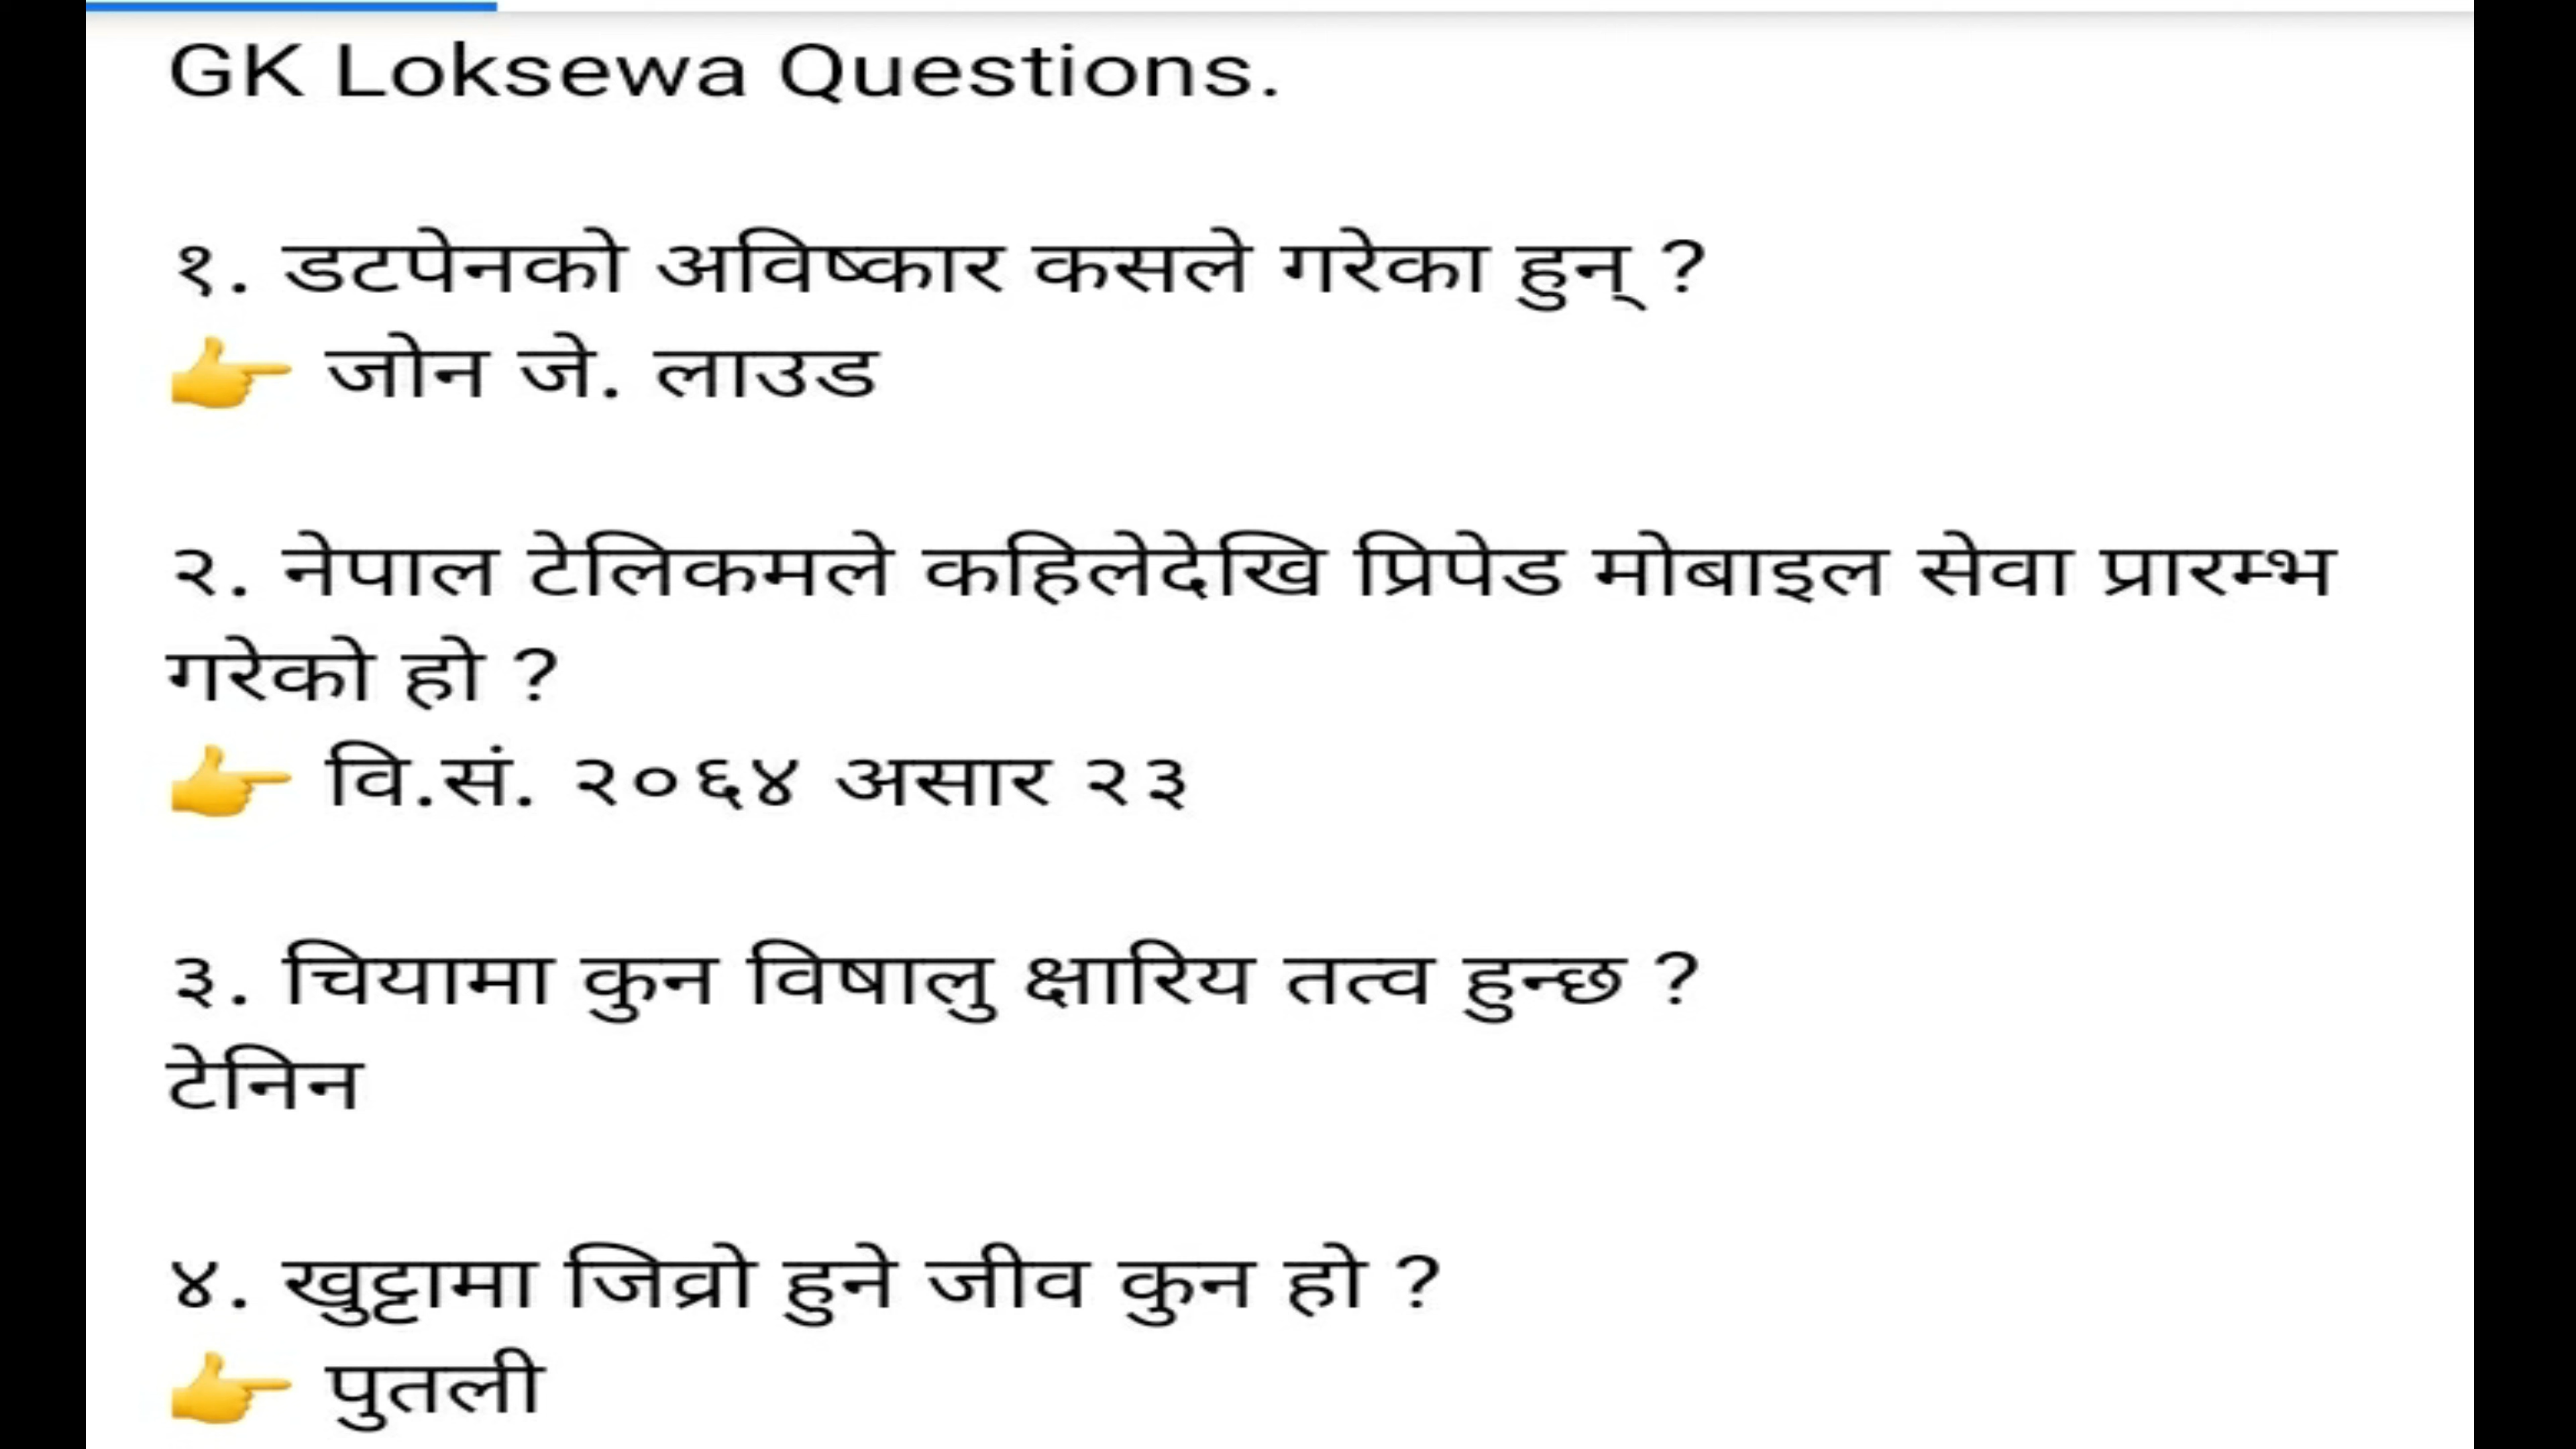 GK Loksewa Questions.
१. डटपेनको अविष्कार कसले गरेका हुन् ?
👉 जोन जे. लाउड
२. नेपाल टेलिकमले कहिलेदेखि प्रिपेड मोबाइल सेवा प्रारम्भ
गरेको हो ?
👉 वि.सं. २०६४ असार २३
३. चियामा कुन विषालु क्षारिय तत्व हुन्छ ?
टेनिन
४. खुट्टामा जिव्रो हुने जीव कुन हो ?
👉 पुतली